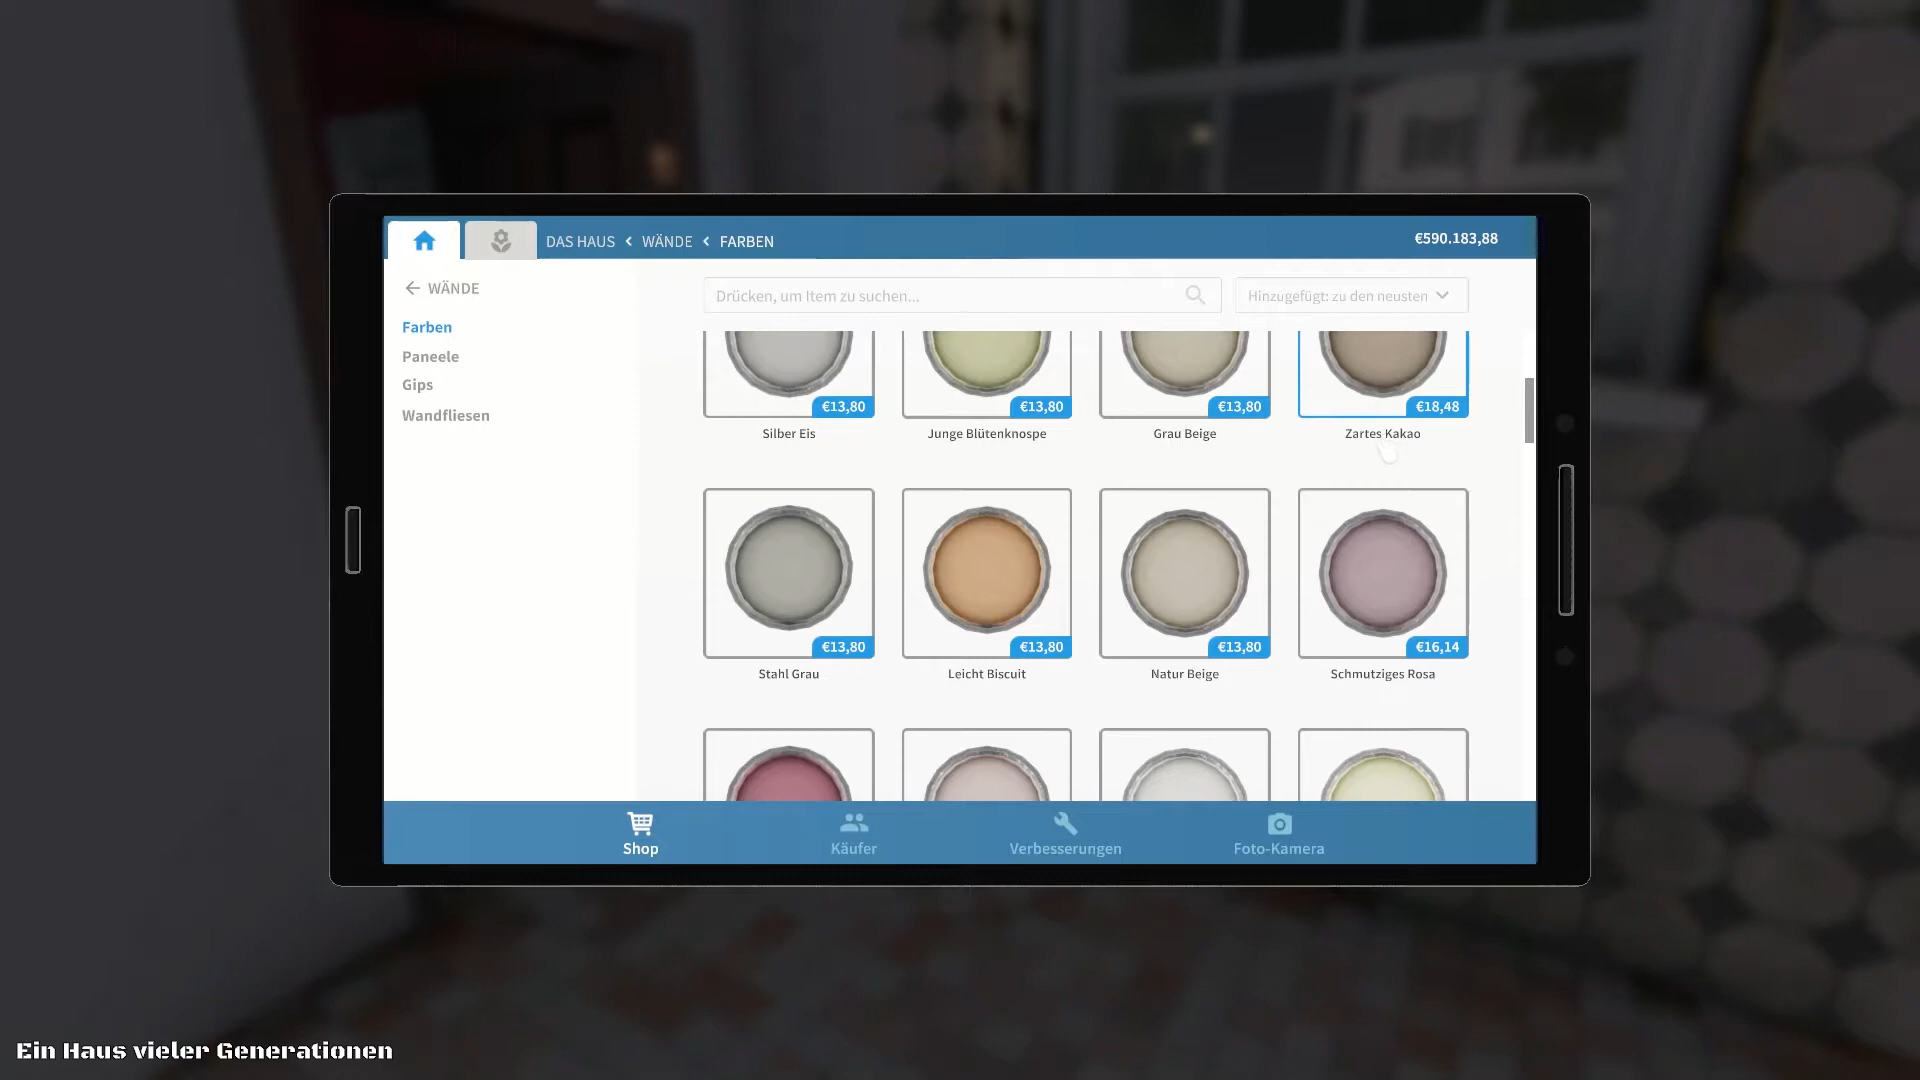 DAS HAUS < WÄNDE < FARBEN
€590.183,88
WÄNDE
Farben
Paneele
Gips
Wandfliesen
Drücken, um Item zu suchen...
Hinzugefügt: zu den neusten
€13,80
€13,80
€13,80
€18,48
Silber Eis
Junge Blütenknospe
Grau Beige
Zartes Kakao
€13,80
€13,80
€13,80
€16,14
Stahl Grau
Leicht Biscuit
Natur Beige
Schmutziges Rosa
Shop
Käufer
Verbesserungen
Foto-Kamera
Ein Haus vieler Generationen